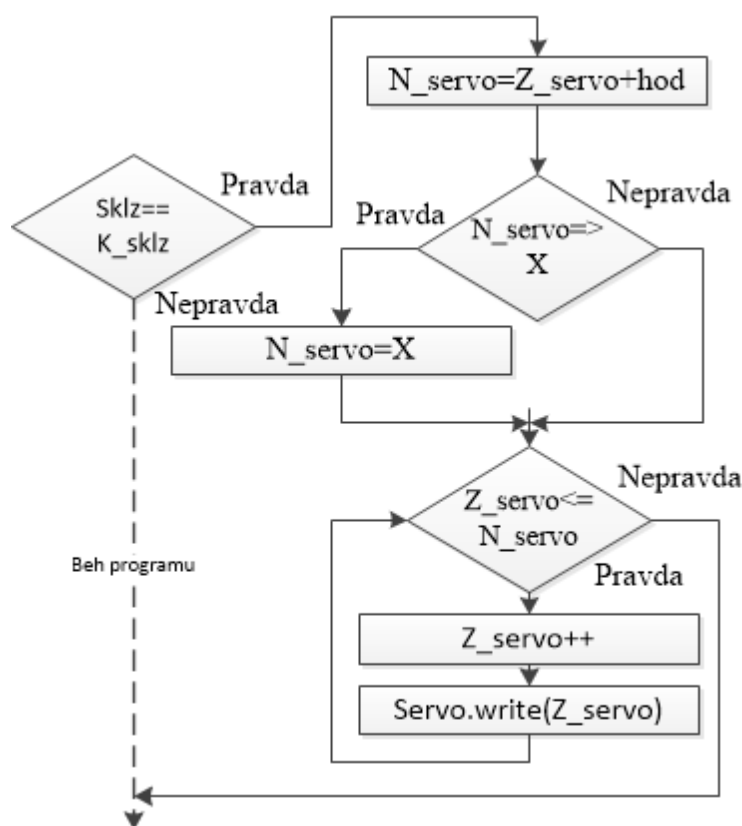 N_servo=Z_servo+hod
Pravda
Sklz==
K_sklz
Nepravda
Pravda
N_servo=>
X
Nepravda
N_servo=X
Z_servo<=
N_servo
Nepravda
Pravda
Beh programu
Z_servo++
Servo.write(Z_servo)